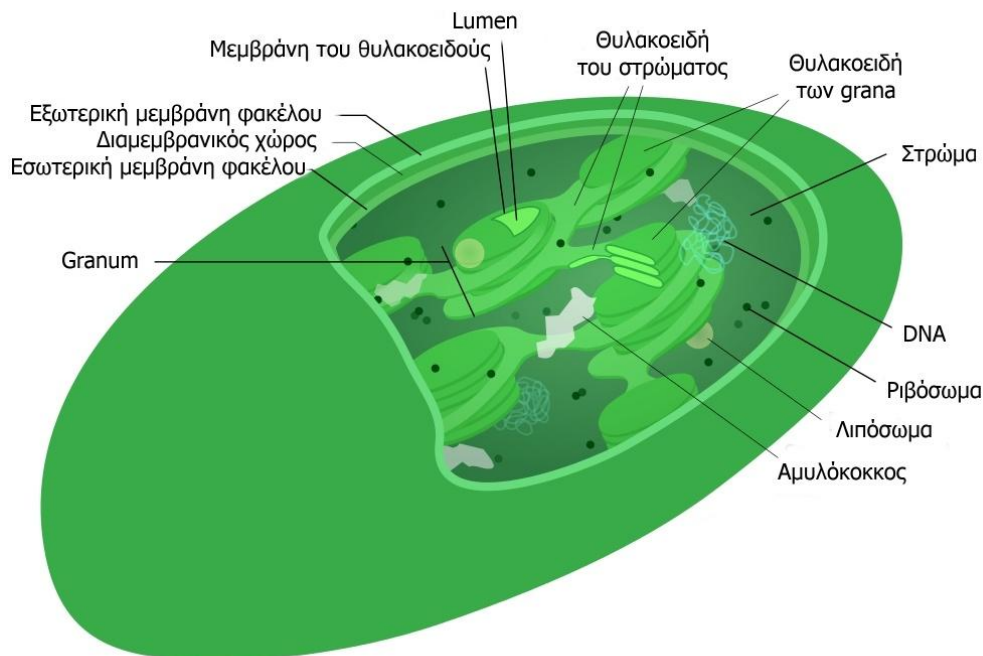 Lumen
Μεμβράνη του θυλακοειδούς
Θυλακοειδή
του στρώματος
Θυλακοειδή
των grana
Εξωτερική μεμβράνη φακέλου
Διαμεμβρανικός χώρος
Εσωτερική μεμβράνη φακέλου
Στρώμα
Granum
DNA
Ριβόσωμα
Λιπόσωμα
Αμυλόκοκκος